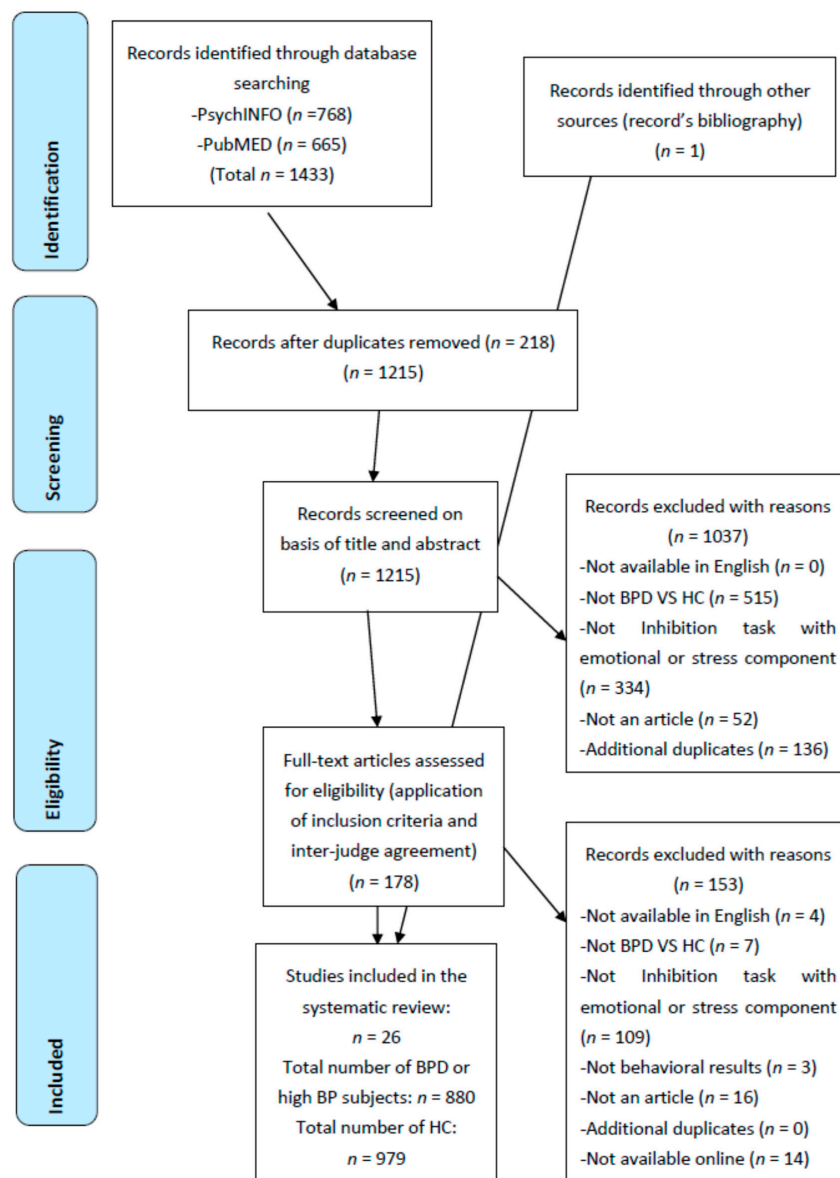 Identification
Records identified through database
searching
-PsychINFO (n =768)
-PubMED (n = 665)
(Total n = 1433)
Records identified through other
sources (record's bibliography)
(n = 1)
Screening
Records after duplicates removed (n = 218)
(n = 1215)
Records screened on
basis of title and abstract
(n = 1215)
Records excluded with reasons
(n = 1037)
-Not available in English (n = 0)
-Not BPD VS HC (n = 515)
-Not Inhibition task with
emotional or stress component
(n = 334)
-Not an article (n = 52)
-Additional duplicates (n = 136)
Eligibility
Full-text articles assessed
for eligibility (application
of inclusion criteria and
inter-judge agreement)
(n = 178)
Records excluded with reasons
(n = 153)
-Not available in English (n = 4)
-Not BPD VS HC (n = 7)
-Not Inhibition task with
emotional or stress component
(n = 109)
-Not behavioral results (n = 3)
-Not an article (n = 16)
-Additional duplicates (n = 0)
-Not available online (n = 14)
Included
Studies included in the
systematic review:
n = 26
Total number of BPD or
high BP subjects: n = 880
Total number of HC:
n = 979